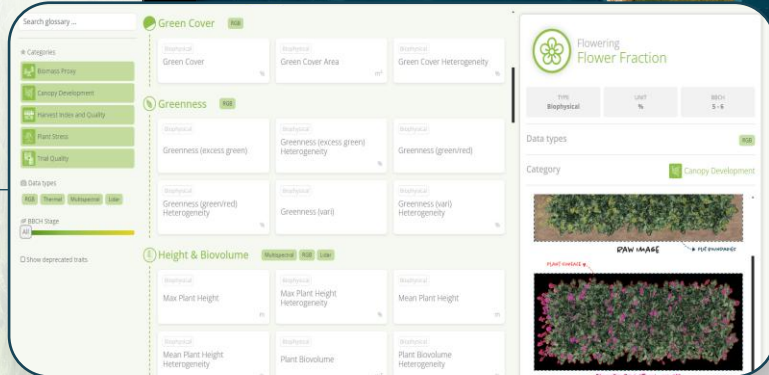 Search glossary ...
Categories
Biomass Proxy
Canopy Development
Harvest Index and Quality
Plant Stress
Trial Quality
Data types
RGB Thermal Multispectral Lidar
BBCH Stage
All
Show deprecated traits
Green Cover RGB
Biophysical
Green Cover
%
Biophysical
Green Cover Area
m²
Biophysical
Green Cover Heterogeneity
%
Greenness RGB
Biophysical
Greenness (excess green)
Biophysical
Greenness (excess green)
Heterogeneity
%
Biophysical
Greenness (green/red)
Biophysical
Greenness (green/red)
Heterogeneity
%
Biophysical
Greenness (vari)
Biophysical
Greenness (vari)
Heterogeneity
%
Height & Biovolume Multispectral RGB Lidar
Biophysical
Max Plant Height
m
Biophysical
Max Plant Height
Heterogeneity
%
Biophysical
Mean Plant Height
m
Biophysical
Mean Plant Height
Heterogeneity
Biophysical
Plant Biovolume
Biophysical
Plant Biovolume
Heterogeneity
Flowering
Flower Fraction
TYPE
Biophysical
UNIT
%
BBCH
5 - 6
Data types RGB
Category Canopy Development
RAW IMAGE
PLOT BOUNDARIES
PLANT SURFACE